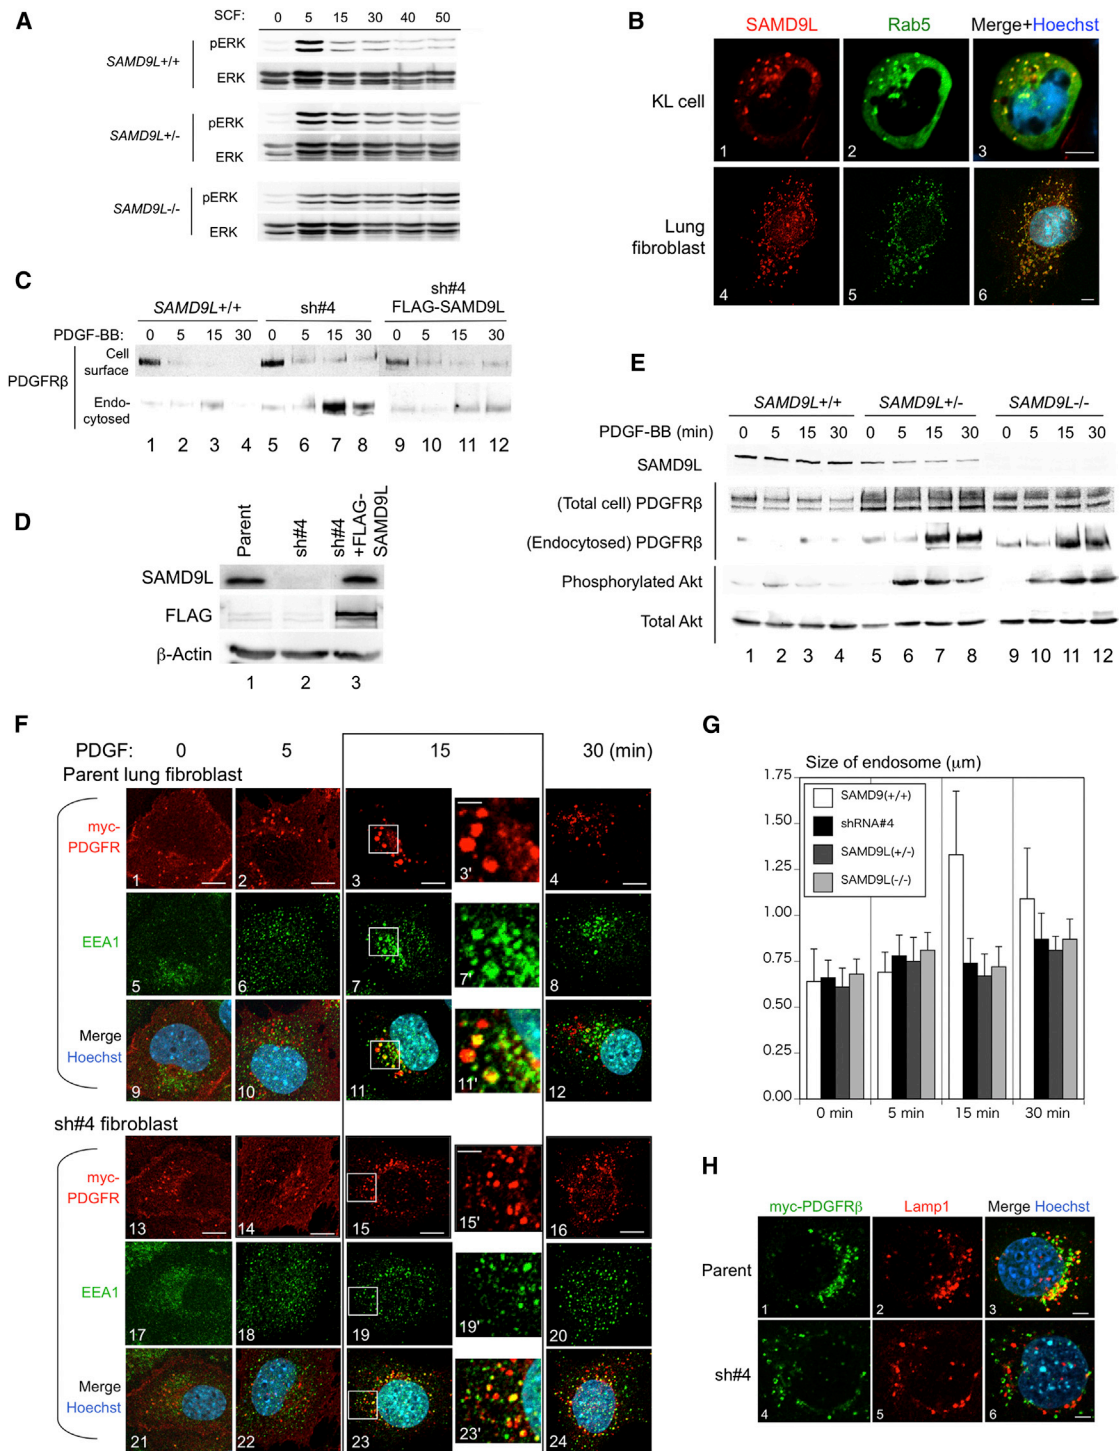 A
SCF: 0 5 15 30 40 50
SAMD9L+/+
pERK
ERK
SAMD9L+/-
pERK
ERK
SAMD9L-/-
pERK
ERK
B
SAMD9L Rab5 Merge+Hoechst
KL cell
1 2 3
Lung
fibroblast
4 5 6
C
SAMD9L+/+ sh#4
sh#4
FLAG-SAMD9L
PDGF-BB: 0 5 15 30 0 5 15 30 0 5 15 30
PDGFRβ
Cell
surface
Endo-
cytosed
1 2 3 4 5 6 7 8 9 10 11 12
D
Parent
sh#4
sh#4
+FLAG-
SAMD9L
SAMD9L
FLAG
β-Actin
1 2 3
E
SAMD9L+/+ SAMD9L+/- SAMD9L-/-
PDGF-BB (min) 0 5 15 30 0 5 15 30 0 5 15 30
SAMD9L
(Total cell) PDGFRβ
(Endocytosed) PDGFRβ
Phosphorylated Akt
Total Akt
1 2 3 4 5 6 7 8 9 10 11 12
F
PDGF: 0 5 15 30 (min)
Parent lung fibroblast
myc-
PDGFR
1 2 3 3' 4
EEA1
5 6 7 7' 8
Merge
Hoechst
9 10 11 11' 12
sh#4 fibroblast
myc-
PDGFR
13 14 15 15' 16
EEA1
17 18 19 19' 20
Merge
Hoechst
21 22 23 23' 24
G
Size of endosome (μm)
1.75
1.50
1.25
1.00
0.75
0.50
0.25
0.00
SAMD9(+/+)
shRNA#4
SAMD9L(+/-)
SAMD9L(-/-)
0 min 5 min 15 min 30 min
H
myc-PDGFRβ Lamp1 Merge Hoechst
Parent
1 2 3
sh#4
4 5 6